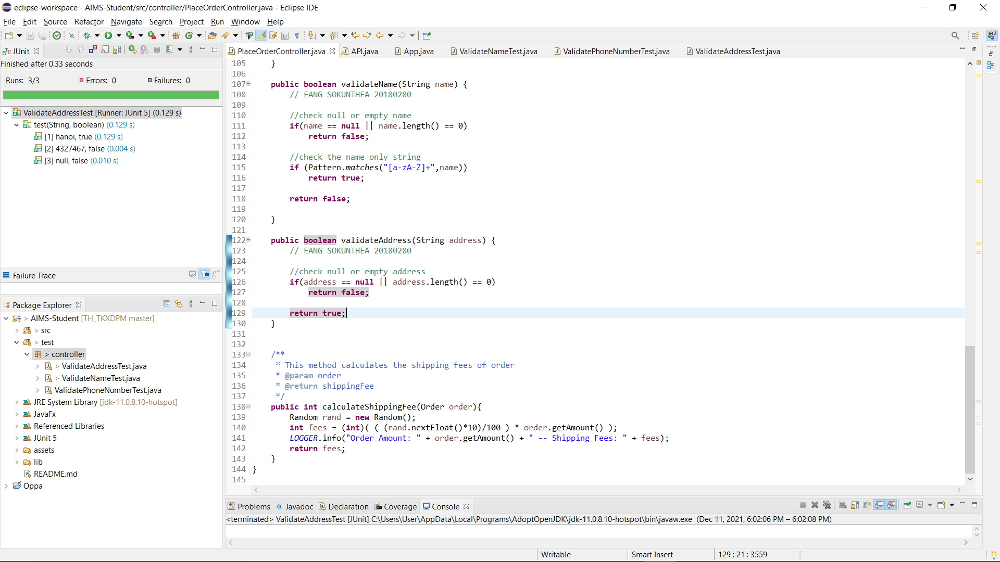 eclipse-workspace - AIMS-Student/src/controller/PlaceOrderController.java - Eclipse IDE
File Edit Source Refactor Navigate Search Project Run Window Help
JUnit
Finished after 0.33 seconds
Runs: 3/3 Errors: 0 Failures: 0
ValidateAddressTest [Runner: JUnit 5] (0.129 s)
test(String, boolean) (0.129 s)
[1] hanoi, true (0.129 s)
[2] 4327467, false (0.004 s)
[3] null, false (0.010 s)
Failure Trace
Package Explorer
> AIMS-Student [TH_TKXDPM master]
> src
> test
> controller
> ValidateAddressTest.java
> ValidateNameTest.java
ValidatePhoneNumberTest.java
JRE System Library [jdk-11.0.8.10-hotspot]
JavaFx
Referenced Libraries
JUnit 5
assets
lib
README.md
Oppa
PlaceOrderController.java API.java App.java ValidateNameTest.java ValidatePhoneNumberTest.java ValidateAddressTest.java
105 }
106
107 public boolean validateName(String name) {
108 // EANG SOKUNTHEA 20180280
109
110 //check null or empty name
111 if(name == null || name.length() == 0)
112 return false;
113
114 //check the name only string
115 if (Pattern.matches("[a-zA-Z]+",name))
116 return true;
117
118 return false;
119
120 }
121
122 public boolean validateAddress(String address) {
123 // EANG SOKUNTHEA 20180280
124
125 //check null or empty address
126 if(address == null || address.length() == 0)
127 return false;
128
129 return true;
130 }
131
132
133 /**
134 * This method calculates the shipping fees of order
135 * @param order
136 * @return shippingFee
137 */
138 public int calculateShippingFee(Order order){
139 Random rand = new Random();
140 int fees = (int)( ( (rand.nextFloat()*10)/100 ) * order.getAmount() );
141 LOGGER.info("Order Amount: " + order.getAmount() + " -- Shipping Fees: " + fees);
142 return fees;
143 }
144 }
145
Problems @ Javadoc Declaration Coverage Console
<terminated> ValidateAddressTest [JUnit] C:\Users\User\AppData\Local\Programs\AdoptOpenJDK\jdk-11.0.8.10-hotspot\bin\javaw.exe (Dec 11, 2021, 6:02:06 PM – 6:02:08 PM)
Writable Smart Insert 129 : 21 : 3559